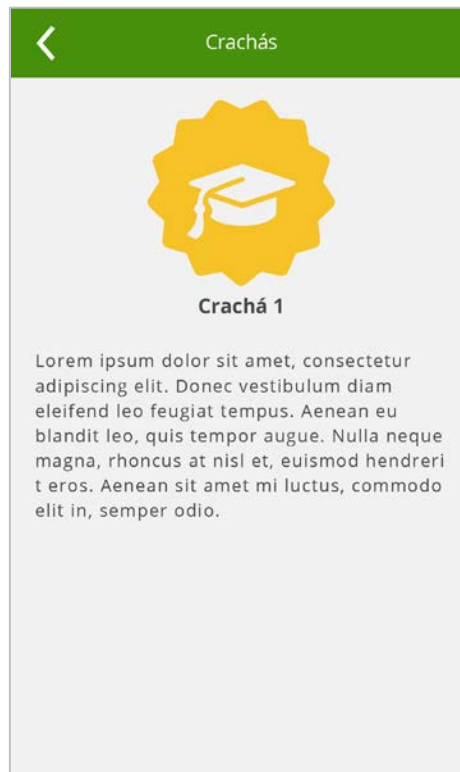 Crachás
Crachá 1
Lorem ipsum dolor sit amet, consectetur
adipiscing elit. Donec vestibulum diam
eleifend leo feugiat tempus. Aenean eu
blandit leo, quis tempor augue. Nulla neque
magna, rhoncus at nisl et, euismod hendreri
t eros. Aenean sit amet mi luctus, commodo
elit in, semper odio.